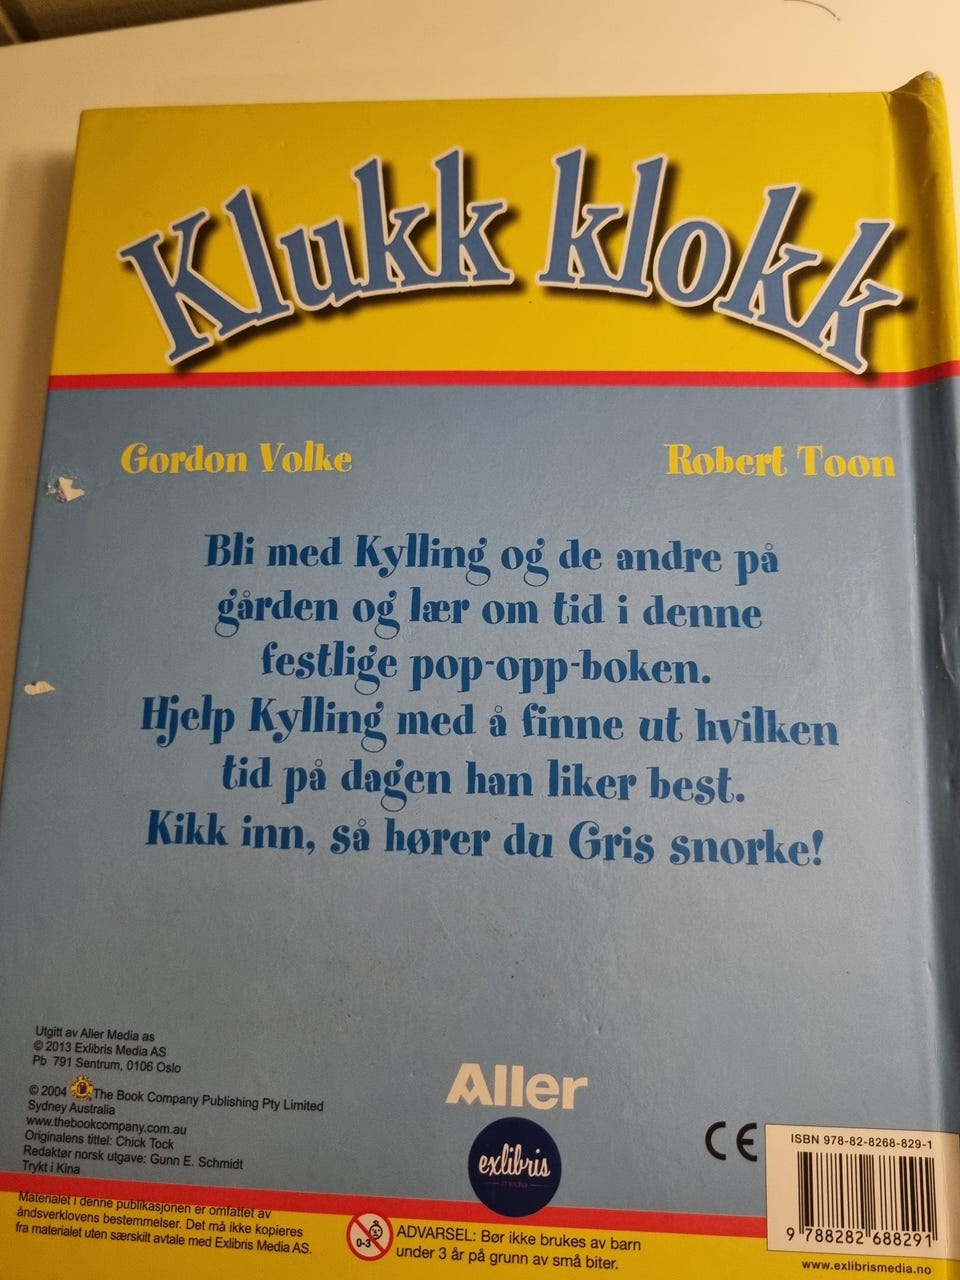 Klukk klokk
Gordon Volke
Robert Toon
Bli med Kylling og de andre på
gården og lær om tid i denne
festlige pop-opp-boken.
Hjelp Kylling med å finne ut hvilken
tid på dagen han liker best.
Kikk inn, så hører du Gris snorke!
Utgitt av Aller Media as
© 2013 Exlibris Media AS
Pb 791 Sentrum, 0106 Oslo
© 2004 The Book Company Publishing Pty Limited
Sydney Australia
www.thebookcompany.com.au
Originalens tittel: Chick Tock
Redaktør norsk utgave: Gunn E. Schmidt
Trykt i Kina
Materialet i denne publikasjonen er omfattet av
åndsverklovens bestemmelser. Det må ikke kopieres
fra materialet uten særskilt avtale med Exlibris Media AS.
Aller
exlibris
media
0-3
ADVARSEL: Bør ikke brukes av barn
under 3 år på grunn av små biter.
CE
ISBN 978-82-8268-829-1
9 788282 688291
www.exlibrismedia.no